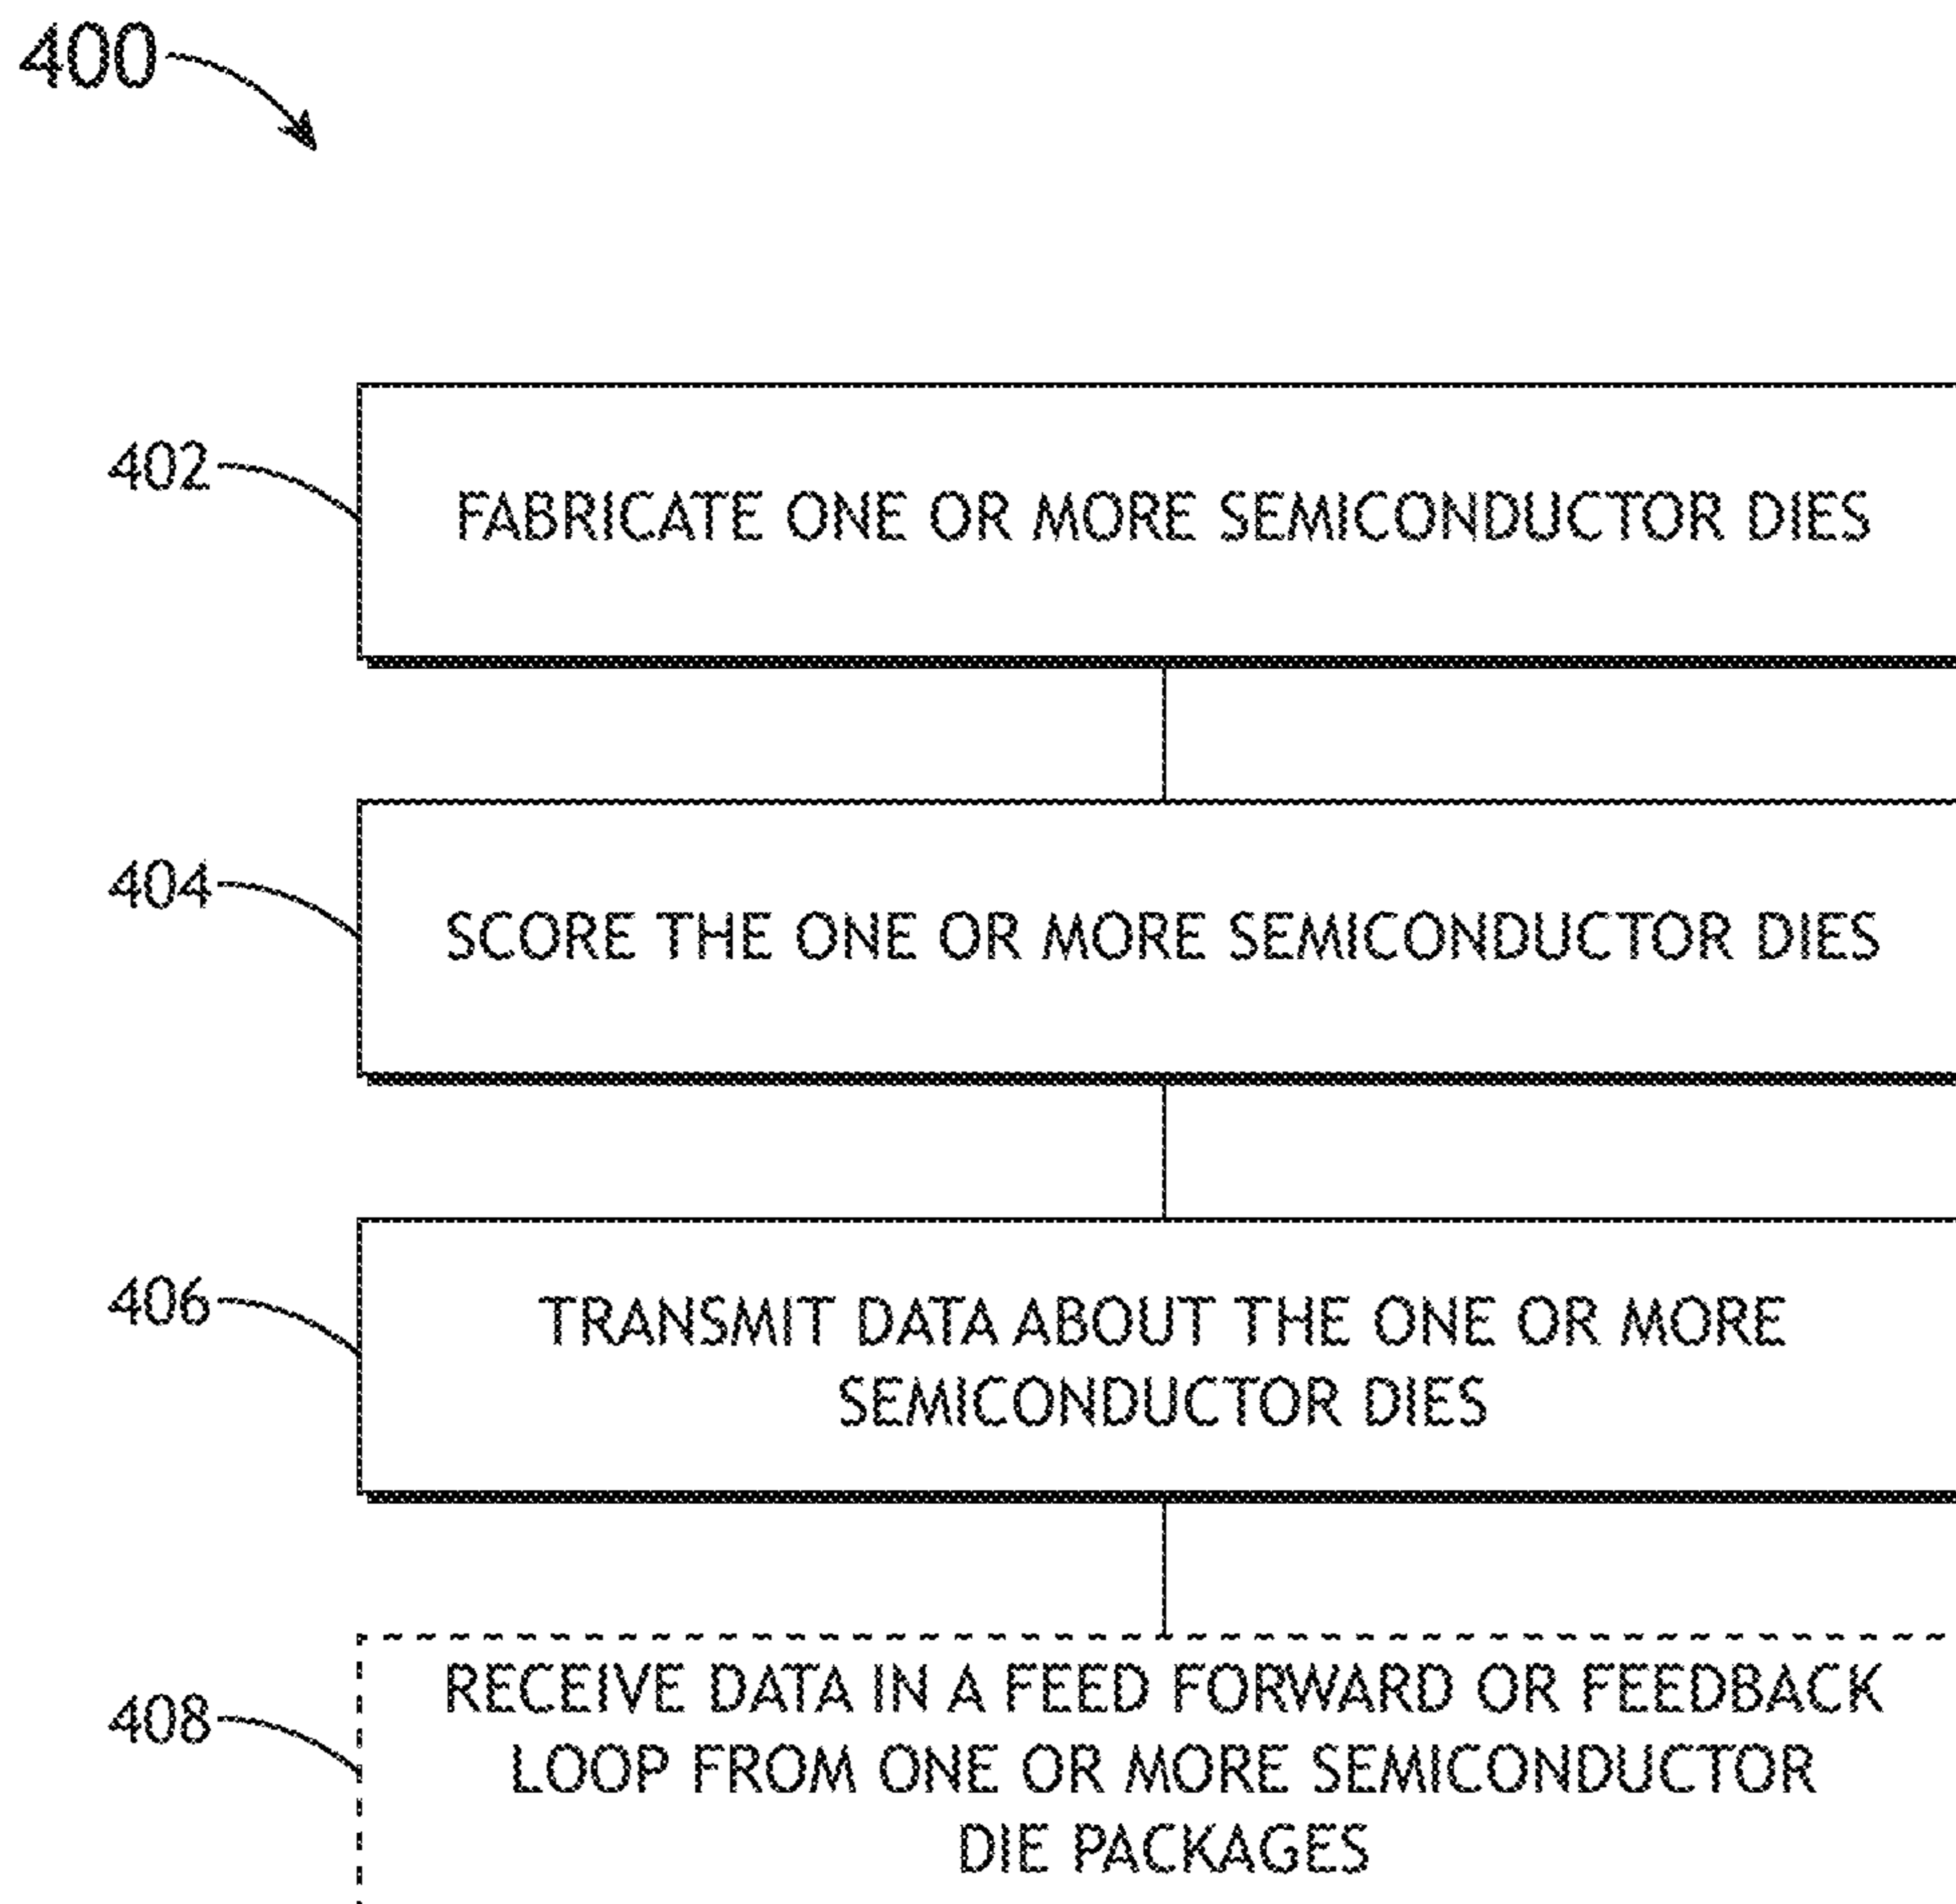 400
402
FABRICATE ONE OR MORE SEMICONDUCTOR DIES
404
SCORE THE ONE OR MORE SEMICONDUCTOR DIES
406
TRANSMIT DATA ABOUT THE ONE OR MORE
SEMICONDUCTOR DIES
408
RECEIVE DATA IN A FEED FORWARD OR FEEDBACK
LOOP FROM ONE OR MORE SEMICONDUCTOR
DIE PACKAGES